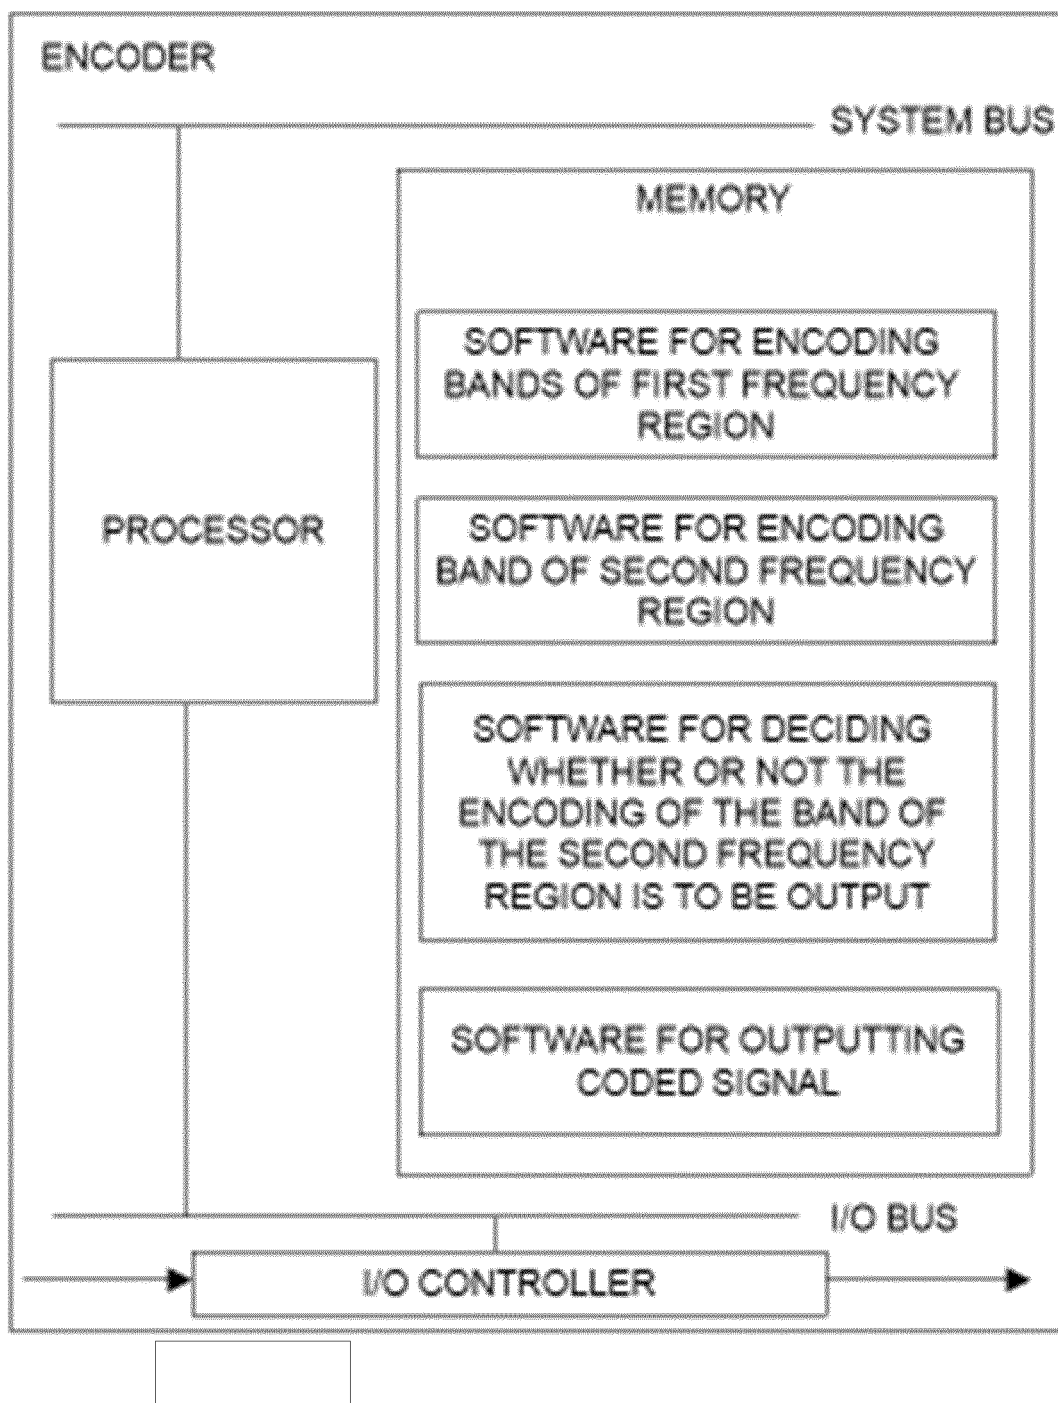 ENCODER
SYSTEM BUS
MEMORY
SOFTWARE FOR ENCODING
BANDS OF FIRST FREQUENCY
REGION
PROCESSOR
SOFTWARE FOR ENCODING
BAND OF SECOND FREQUENCY
REGION
SOFTWARE FOR DECIDING
WHETHER OR NOT THE
ENCODING OF THE BAND OF
THE SECOND FREQUENCY
REGION IS TO BE OUTPUT
SOFTWARE FOR OUTPUTTING
CODED SIGNAL
I/O BUS
I/O CONTROLLER